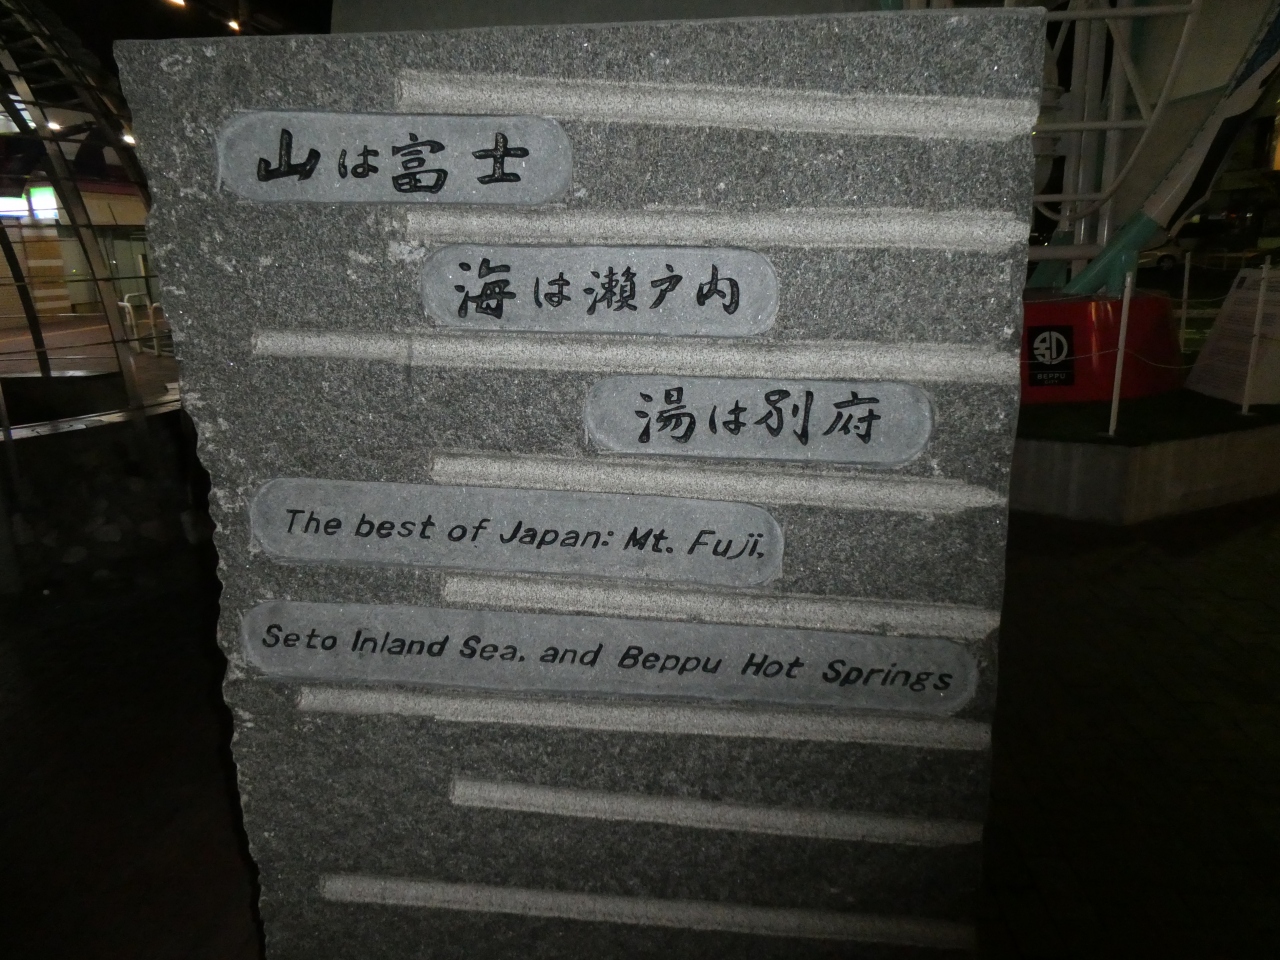 山は富士
海は瀬戸内
湯は別府
The best of Japan: Mt. Fuji,
Seto Inland Sea, and Beppu Hot Springs
BEPPU